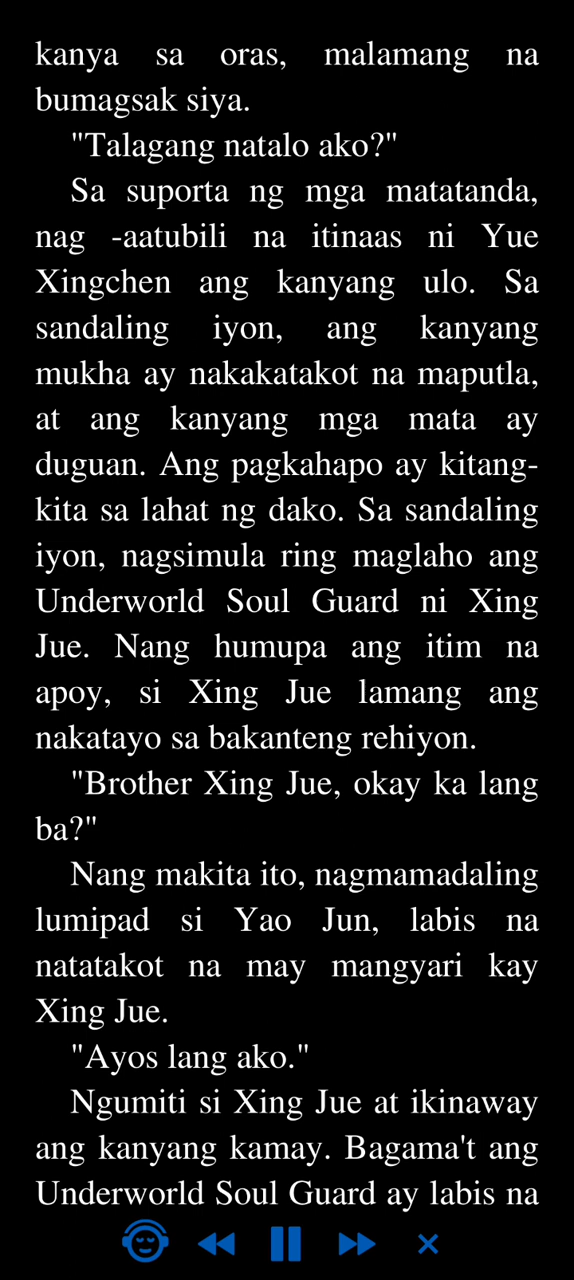 kanya sa oras, malamang na
bumagsak siya.
"Talagang natalo ako?"
Sa suporta ng mga matatanda,
nag -aatubili na itinaas ni Yue
Xingchen ang kanyang ulo. Sa
sandaling iyon, ang kanyang
mukha ay nakakatakot na maputla,
at ang kanyang mga mata ay
duguan. Ang pagkahapo ay kitang-
kita sa lahat ng dako. Sa sandaling
iyon, nagsimula ring maglaho ang
Underworld Soul Guard ni Xing
Jue. Nang humupa ang itim na
apoy, si Xing Jue lamang ang
nakatayo sa bakanteng rehiyon.
"Brother Xing Jue, okay ka lang
ba?"
Nang makita ito, nagmamadaling
lumipad si Yao Jun, labis na
natatakot na may mangyari kay
Xing Jue.
"Ayos lang ako."
Ngumiti si Xing Jue at ikinaway
ang kanyang kamay. Bagama't ang
Underworld Soul Guard ay labis na